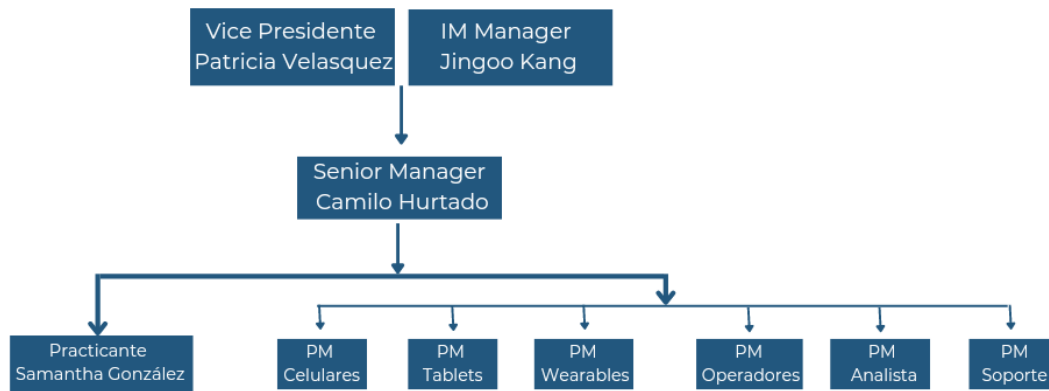 Vice Presidente
Patricia Velasquez
IM Manager
Jingoo Kang
Senior Manager
Camilo Hurtado
Practicante
Samantha González
PM
Celulares
PM
Tablets
PM
Wearables
PM
Operadores
PM
Analista
PM
Soporte